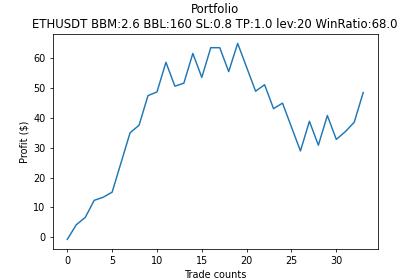 Portfolio
ETHUSDT BBM:2.6 BBL:160 SL:0.8 TP:1.0 lev:20 WinRatio:68.0
60
50
40
30
20
10
0
Profit ($)
0 5 10 15 20 25 30
Trade counts